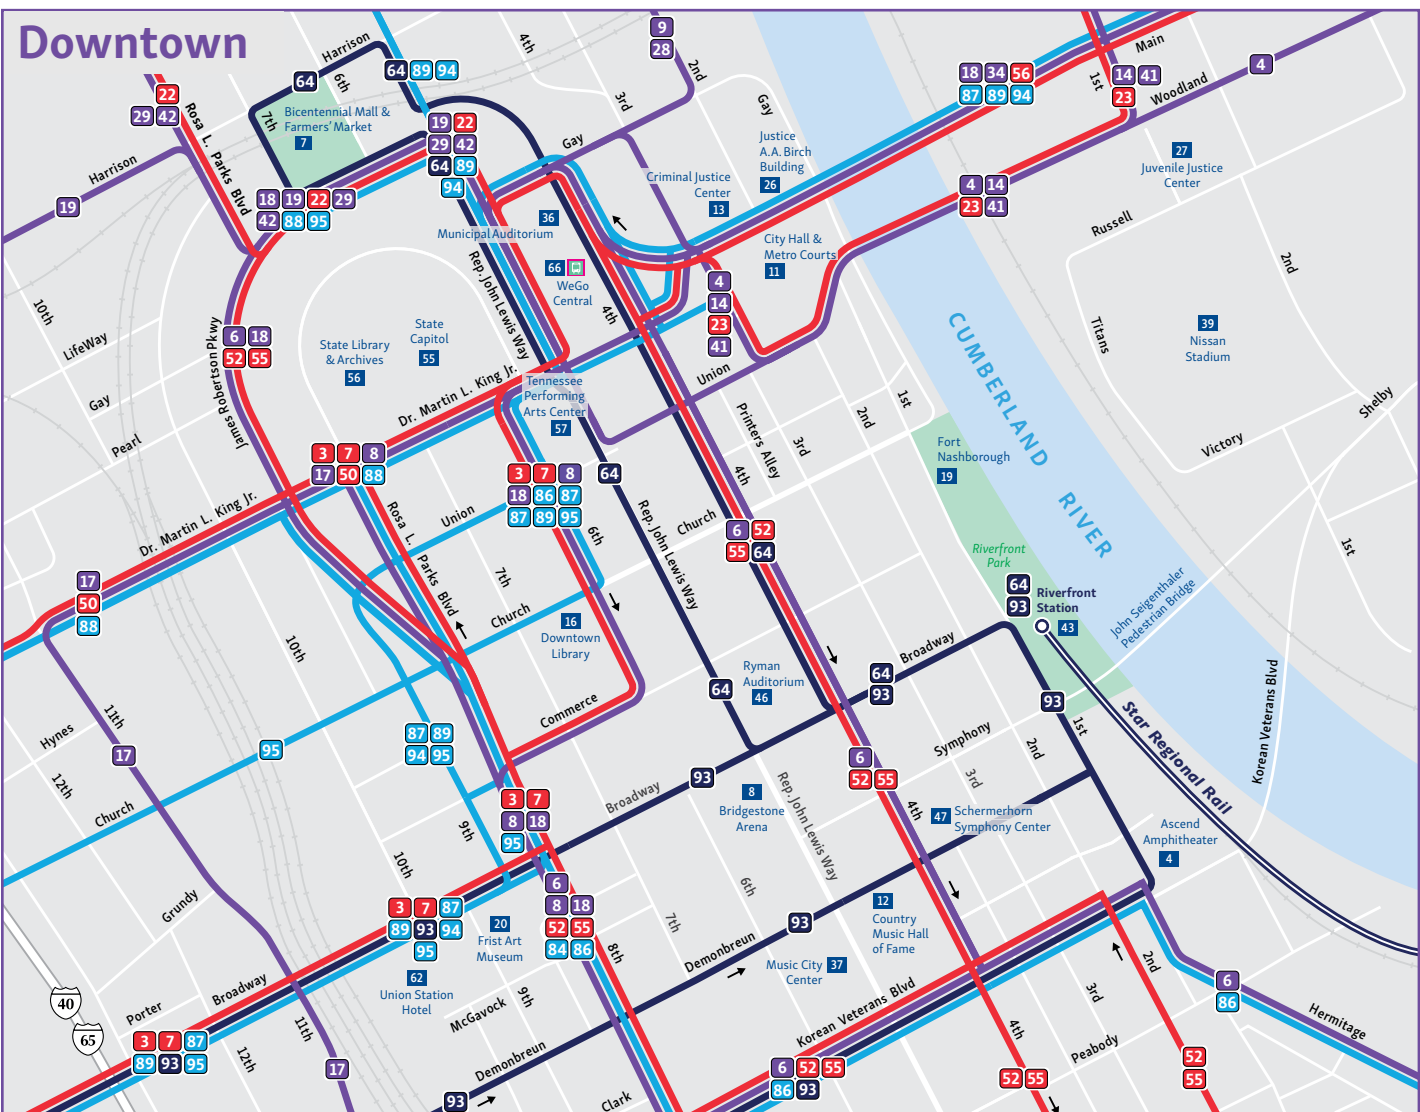 Downtown
9
28
Harrison
6th
4th
2nd
64
64 89 94
22
29 42
Rosa L. Parks Blvd
7th
Bicentennial Mall &
Farmers' Market
7
3rd
Gay
Gay
19 22
29 42
64 89
94
Harrison
19
18 19 22 29
42 88 95
Justice
A.A. Birch
Building
26
Criminal Justice
Center
13
18 34 56
87 89 94
Main
1st
14 41
23
Woodland
4
27
Juvenile Justice
Center
4 14
23 41
Russell
2nd
36
Municipal Auditorium
66
WeGo
Central
City Hall &
Metro Courts
11
4
14
23
41
Rep. John Lewis Way
4th
10th
LifeWay
Gay
Pearl
6 18
52 55
James Robertson Pkwy
State Library
& Archives
56
State
Capitol
55
Dr. Martin L. King Jr.
Tennessee
Performing
Arts Center
57
Union
Printers Alley
3rd
2nd
1st
4th
CUMBERLAND
RIVER
Titans
39
Nissan
Stadium
Shelby
Victory
1st
3 7 8
17 50 88
3 7 8
18 86 87
87 89 95
64
Fort
Nashborough
19
Dr. Martin L. King Jr.
Rosa L. Parks Blvd
Union
6th
7th
Rep. John Lewis Way
Church
6 52
55 64
Riverfront
Park
64
93
Riverfront
Station
43
John Seigenthaler
Pedestrian Bridge
17
50
88
Church
16
Downtown
Library
10th
Ryman
Auditorium
46
64
Broadway
64
93
93
1st
Star Regional Rail
Korean Veterans Blvd
Hynes
11th
12th
17
95
Church
87 89
94 95
Commerce
Broadway
93
8
Bridgestone
Arena
Rep. John Lewis Way
6
52 55
Symphony
3rd
2nd
4th
47
Schermerhorn
Symphony Center
Ascend
Amphitheater
4
3 7
8 18
95
9th
10th
Grundy
3 7 87
89 93 94
95
20
Frist Art
Museum
62
Union Station
Hotel
6
8 18
52 55
84 86
8th
7th
6th
93
12
Country
Music Hall
of Fame
Demonbreun
Music City
Center
37
Korean Veterans Blvd
6
86
Hermitage
2nd
3rd
4th
Peabody
40
65
Porter
Broadway
3 7 87
89 93 95
12th
11th
17
McGavock
9th
Demonbreun
93
Clark
6 52 55
86 93
52 55
52
55